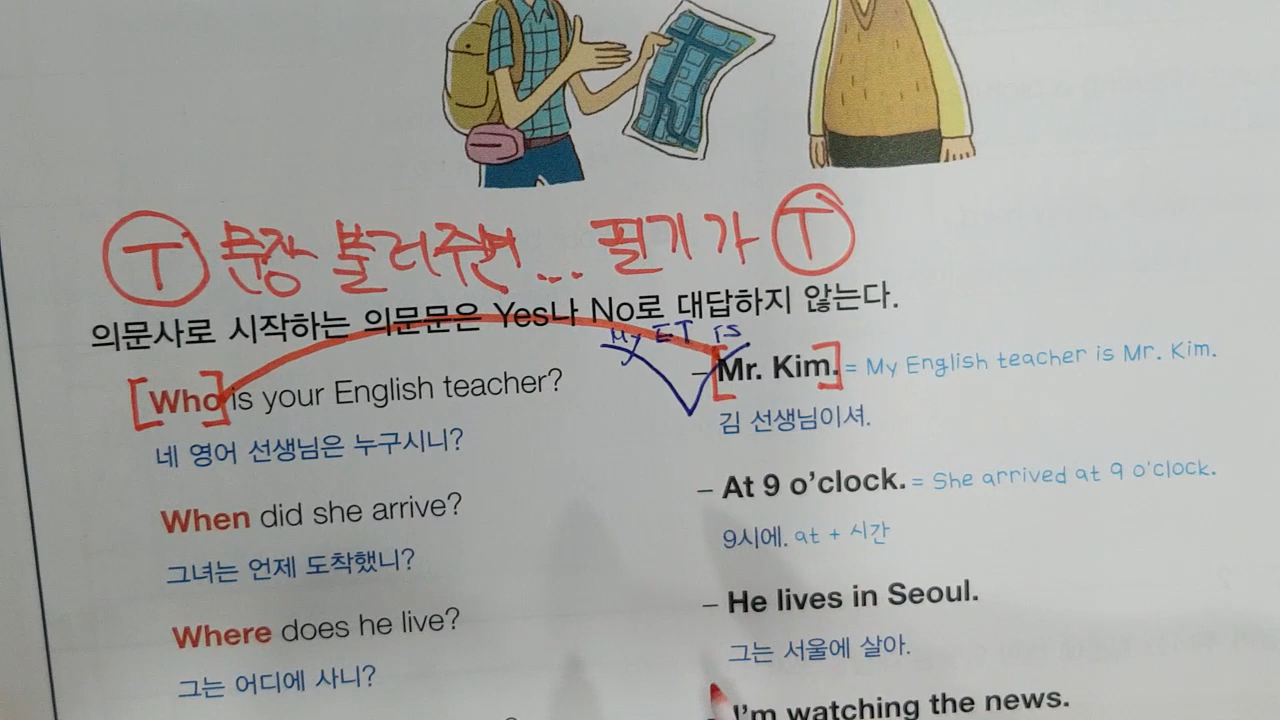 T 문장 불러주면... 필기 가 T
의문사로 시작하는 의문문은 Yes나 No로 대답하지 않는다.
My ET is
[Who] is your English teacher? – [Mr. Kim.] = My English teacher is Mr. Kim.
네 영어 선생님은 누구시니? 김 선생님이셔.
When did she arrive? – At 9 o'clock. = She arrived at 9 o'clock.
그녀는 언제 도착했니? 9시에. at + 시간
Where does he live? – He lives in Seoul.
그는 어디에 사니? 그는 서울에 살아.
I'm watching the news.